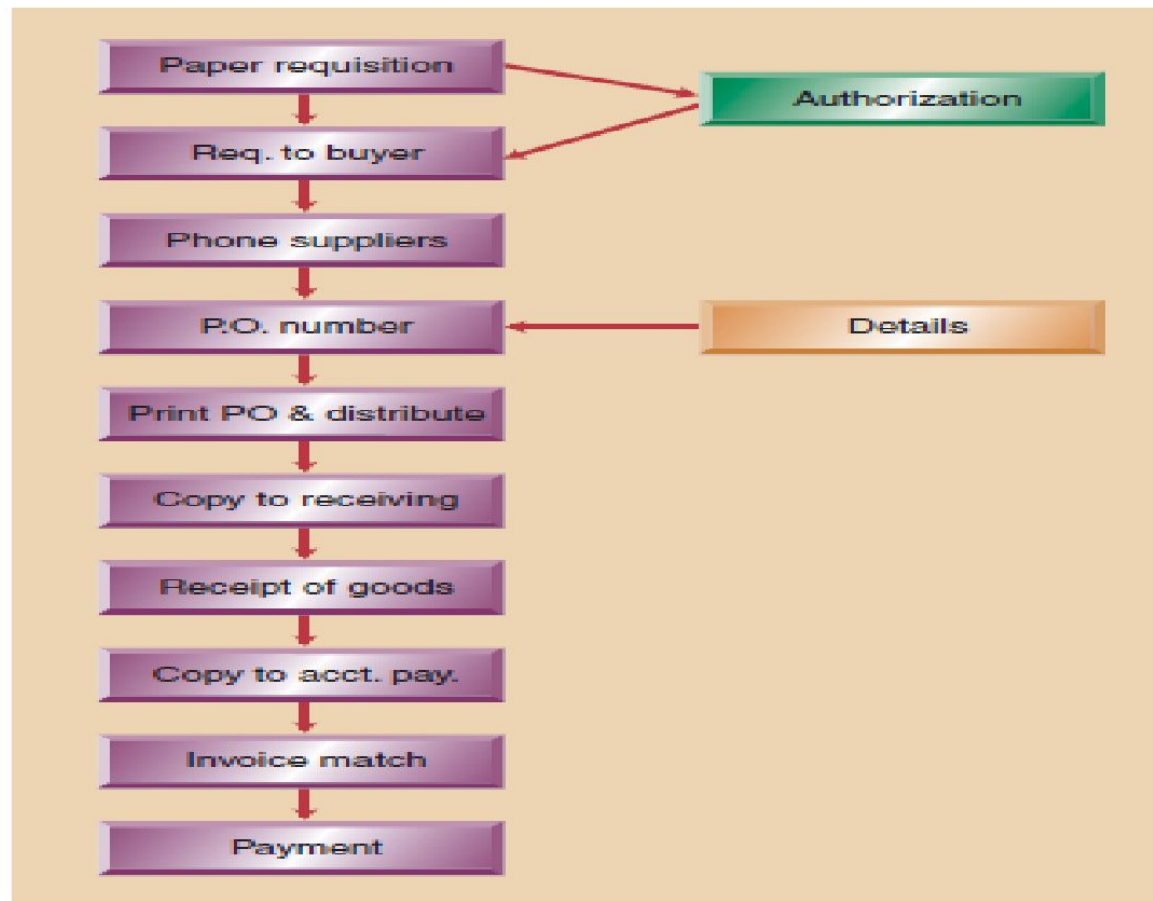 Paper requisition
Authorization
Req. to buyer
Phone suppliers
P.O. number
Details
Print PO & distribute
Copy to receiving
Receipt of goods
Copy to acct. pay.
Invoice match
Payment